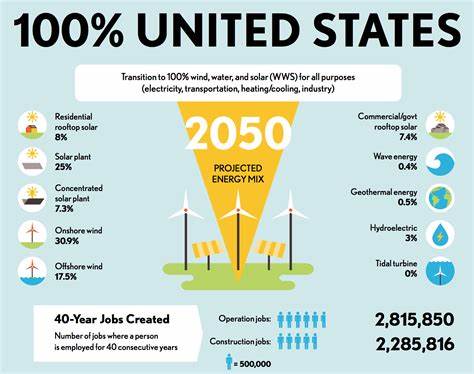 100% UNITED STATES
Transition to 100% wind, water, and solar (WWS) for all purposes
(electricity, transportation, heating/cooling, industry)
2050
PROJECTED
ENERGY MIX
Residential
rooftop solar
8%
Solar plant
25%
Concentrated
solar plant
7.3%
Onshore wind
30.9%
Offshore wind
17.5%
Commercial/govt
rooftop solar
7.4%
Wave energy
0.4%
Geothermal energy
0.5%
Hydroelectric
3%
Tidal turbine
0%
40-Year Jobs Created
Number of jobs where a person
is employed for 40 consecutive years
Operation jobs:
2,815,850
Construction jobs:
2,285,816
= 500,000